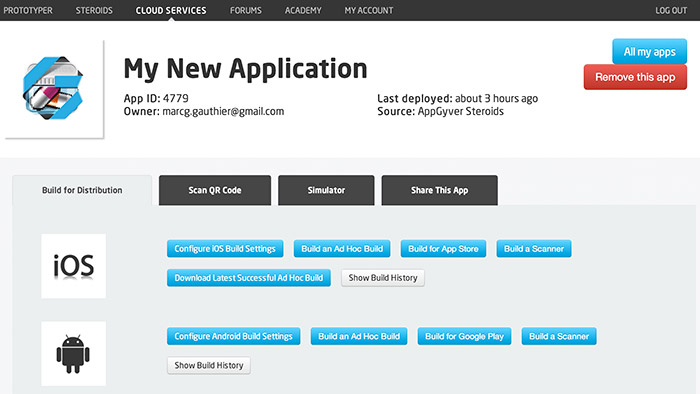 PROTOTYPER STEROIDS CLOUD SERVICES FORUMS ACADEMY MY ACCOUNT LOG OUT
My New Application
All my apps
Remove this app
App ID: 4779 Last deployed: about 3 hours ago
Owner: marcg.gauthier@gmail.com Source: AppGyver Steroids
Build for Distribution Scan QR Code Simulator Share This App
iOS
Configure iOS Build Settings Build an Ad Hoc Build Build for App Store Build a Scanner
Download Latest Successful Ad Hoc Build Show Build History
Configure Android Build Settings Build an Ad Hoc Build Build for Google Play Build a Scanner
Show Build History